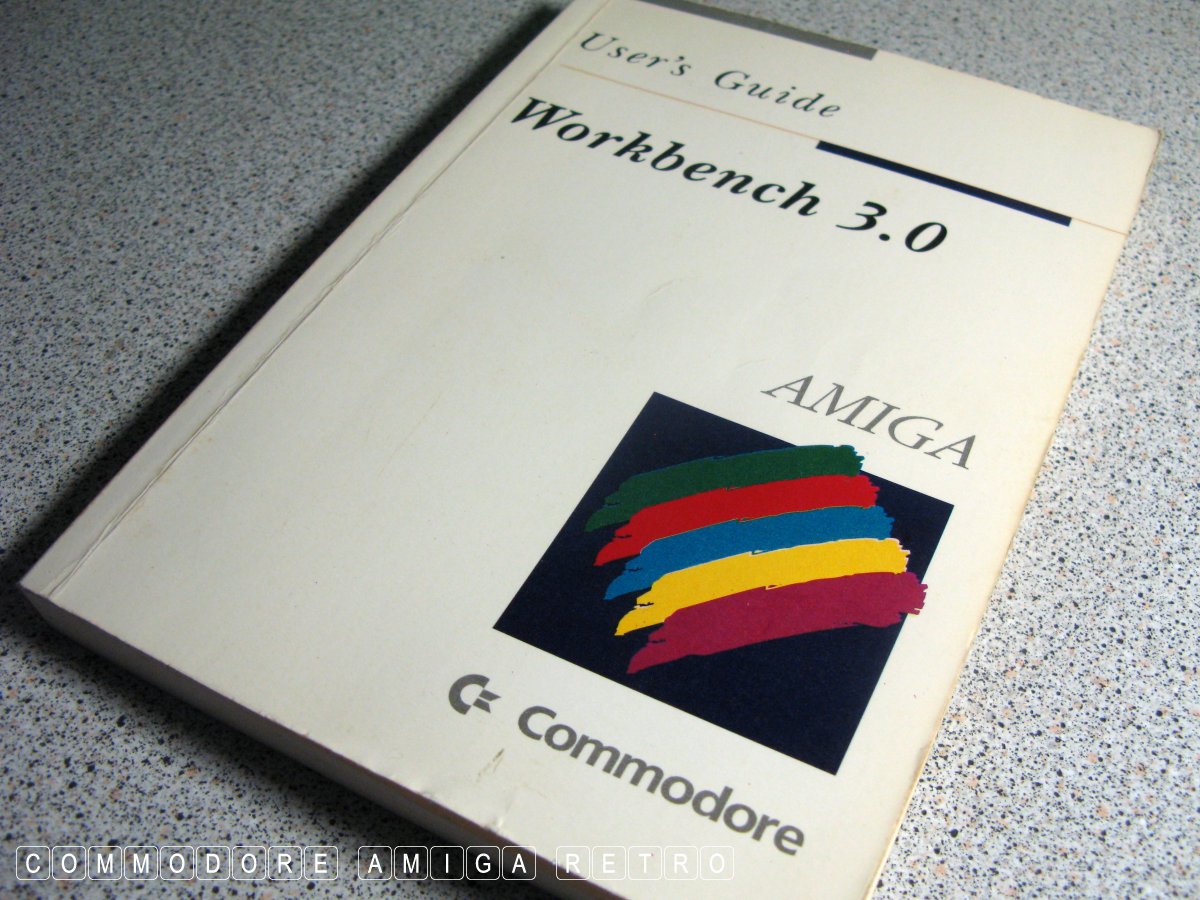 User's Guide
Workbench 3.0
AMIGA
Commodore
COMMODORE AMIGA RETRO